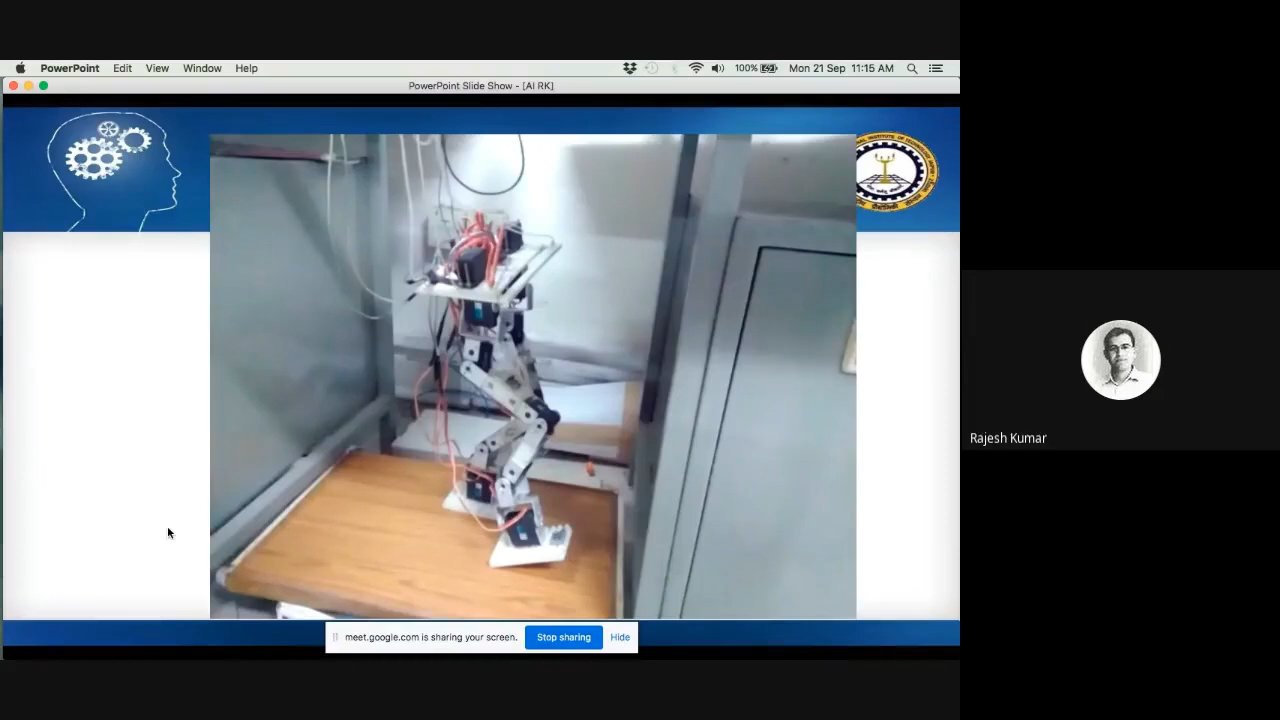 PowerPoint Edit View Window Help 100% Mon 21 Sep 11:15 AM
PowerPoint Slide Show - [AI RK]
Rajesh Kumar
meet.google.com is sharing your screen. Stop sharing Hide